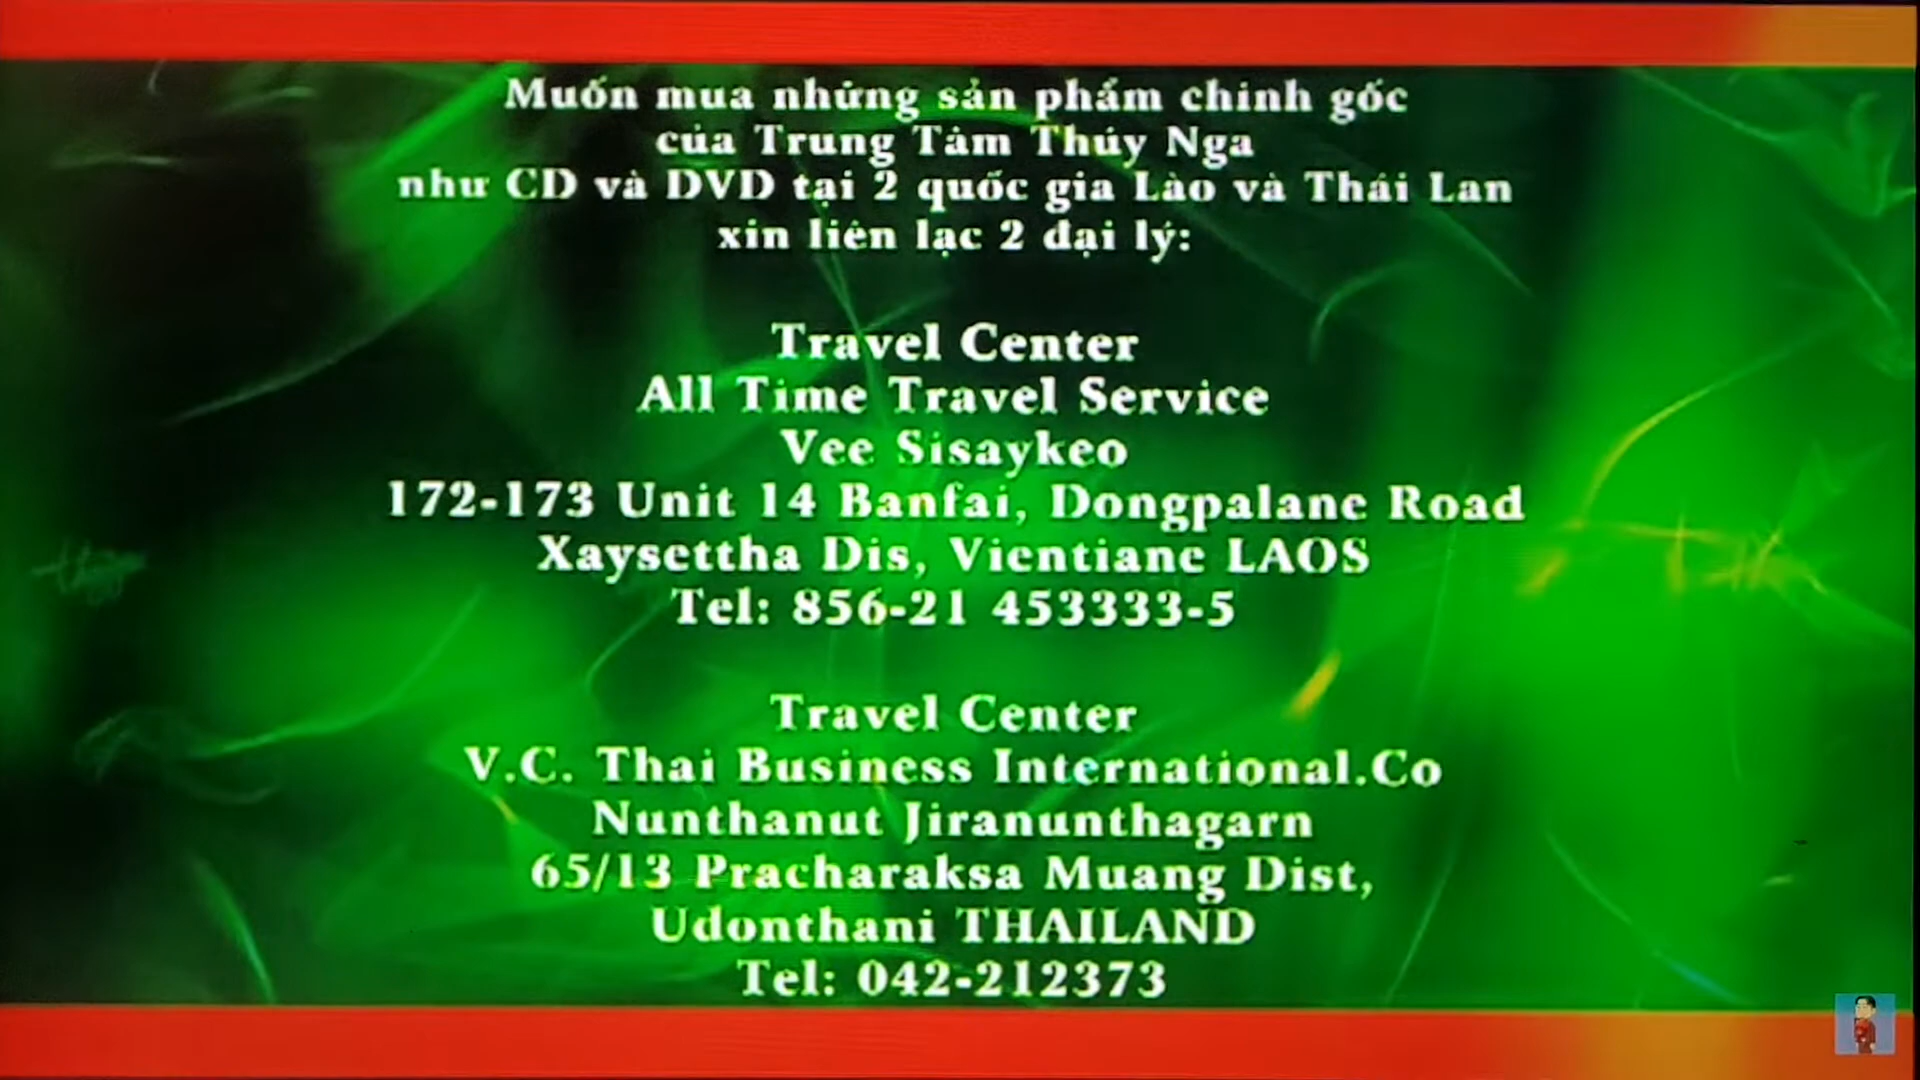 Muốn mua những sản phẩm chính gốc
của Trung Tâm Thúy Nga
như CD và DVD tại 2 quốc gia Lào và Thái Lan
xin liên lạc 2 đại lý:
Travel Center
All Time Travel Service
Vee Sisaykeo
172-173 Unit 14 Banfai, Dongpalane Road
Xaysettha Dis, Vientiane LAOS
Tel: 856-21 453333-5
Travel Center
V.C. Thai Business International.Co
Nunthanut Jiranunthagarn
65/13 Pracharaksa Muang Dist,
Udonthani THAILAND
Tel: 042-212373